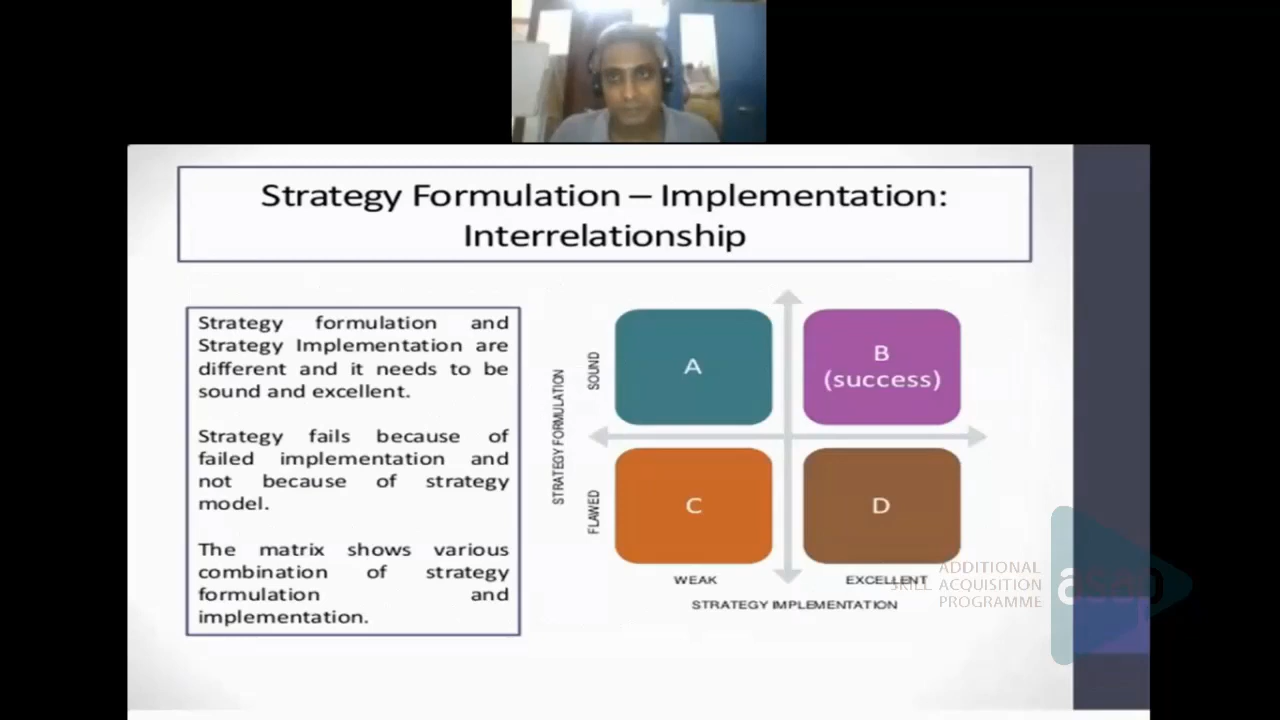 Strategy Formulation – Implementation:
Interrelationship
Strategy formulation and
Strategy Implementation are
different and it needs to be
sound and excellent.
Strategy fails because of
failed implementation and
not because of strategy
model.
The matrix shows various
combination of strategy
formulation and
implementation.
STRATEGY FORMULATION
SOUND
FLAWED
A
B
(success)
C
D
WEAK
EXCELLENT
STRATEGY IMPLEMENTATION
ADDITIONAL
SKILL ACQUISITION
PROGRAMME
asap